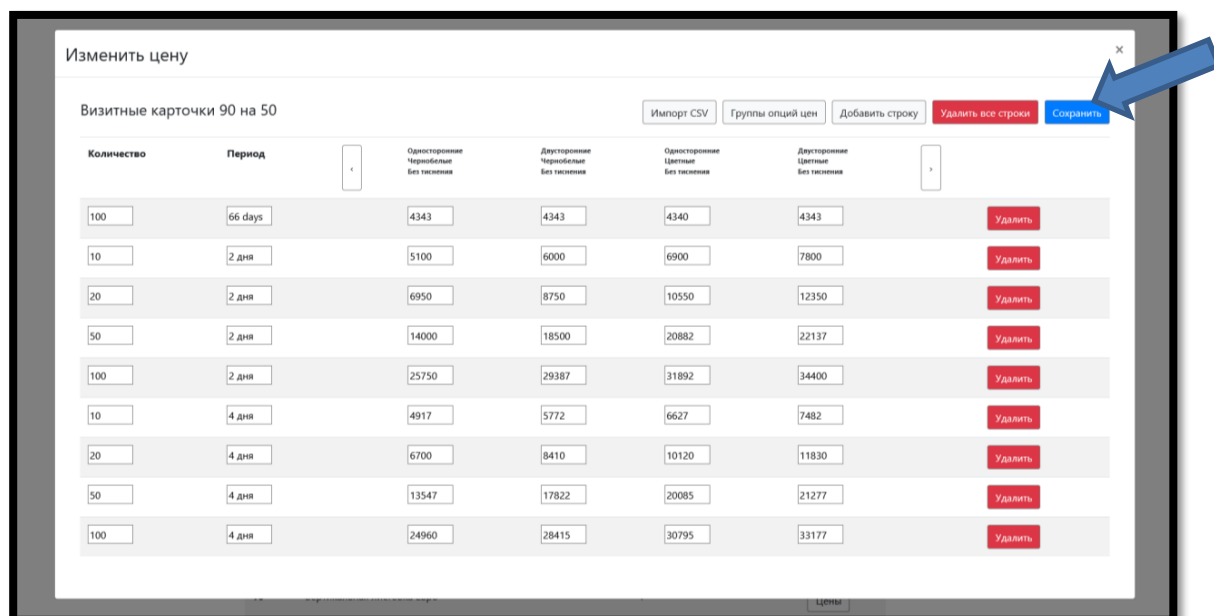 Изменить цену ×
Визитные карточки 90 на 50 Импорт CSV Группы опций цен Добавить строку Удалить все строки Сохранить
Количество Период ‹ Односторонние Двусторонние Односторонние Двусторонние ›
Чернобелые Чернобелые Цветные Цветные
Без тиснения Без тиснения Без тиснения Без тиснения
100 66 days 4343 4343 4340 4343 Удалить
10 2 дня 5100 6000 6900 7800 Удалить
20 2 дня 6950 8750 10550 12350 Удалить
50 2 дня 14000 18500 20882 22137 Удалить
100 2 дня 25750 29387 31892 34400 Удалить
10 4 дня 4917 5772 6627 7482 Удалить
20 4 дня 6700 8410 10120 11830 Удалить
50 4 дня 13547 17822 20085 21277 Удалить
100 4 дня 24960 28415 30795 33177 Удалить
Цены